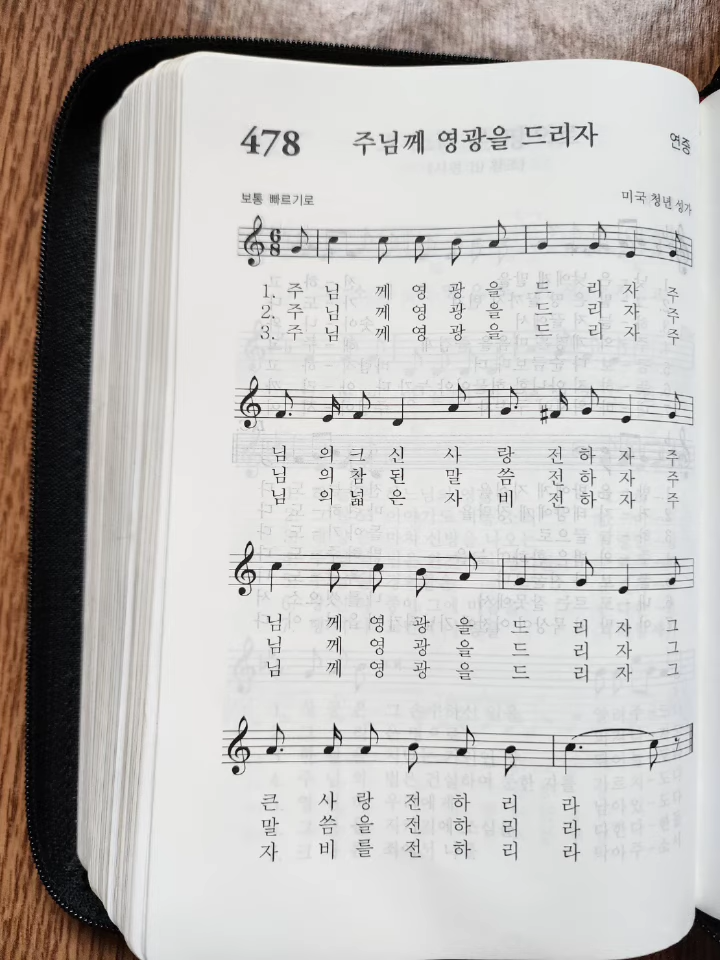 478 주님께 영광을 드리자 연중
보통 빠르기로 미국 청년 성가
6
8
1. 주 님 께 영 광 을 드 리 자 주
2. 주 님 께 영 광 을 드 리 자 주
3. 주 님 께 영 광 을 드 리 자 주
님 의 크 신 사 랑 전 하 자 주
님 의 참 된 말 씀 전 하 자 주
님 의 넓 은 자 비 전 하 자 주
님 께 영 광 을 드 리 자 그
님 께 영 광 을 드 리 자 그
님 께 영 광 을 드 리 자 그
큰 사 랑 전 하 리 라
말 씀 을 전 하 리 라
자 비 를 전 하 리 라